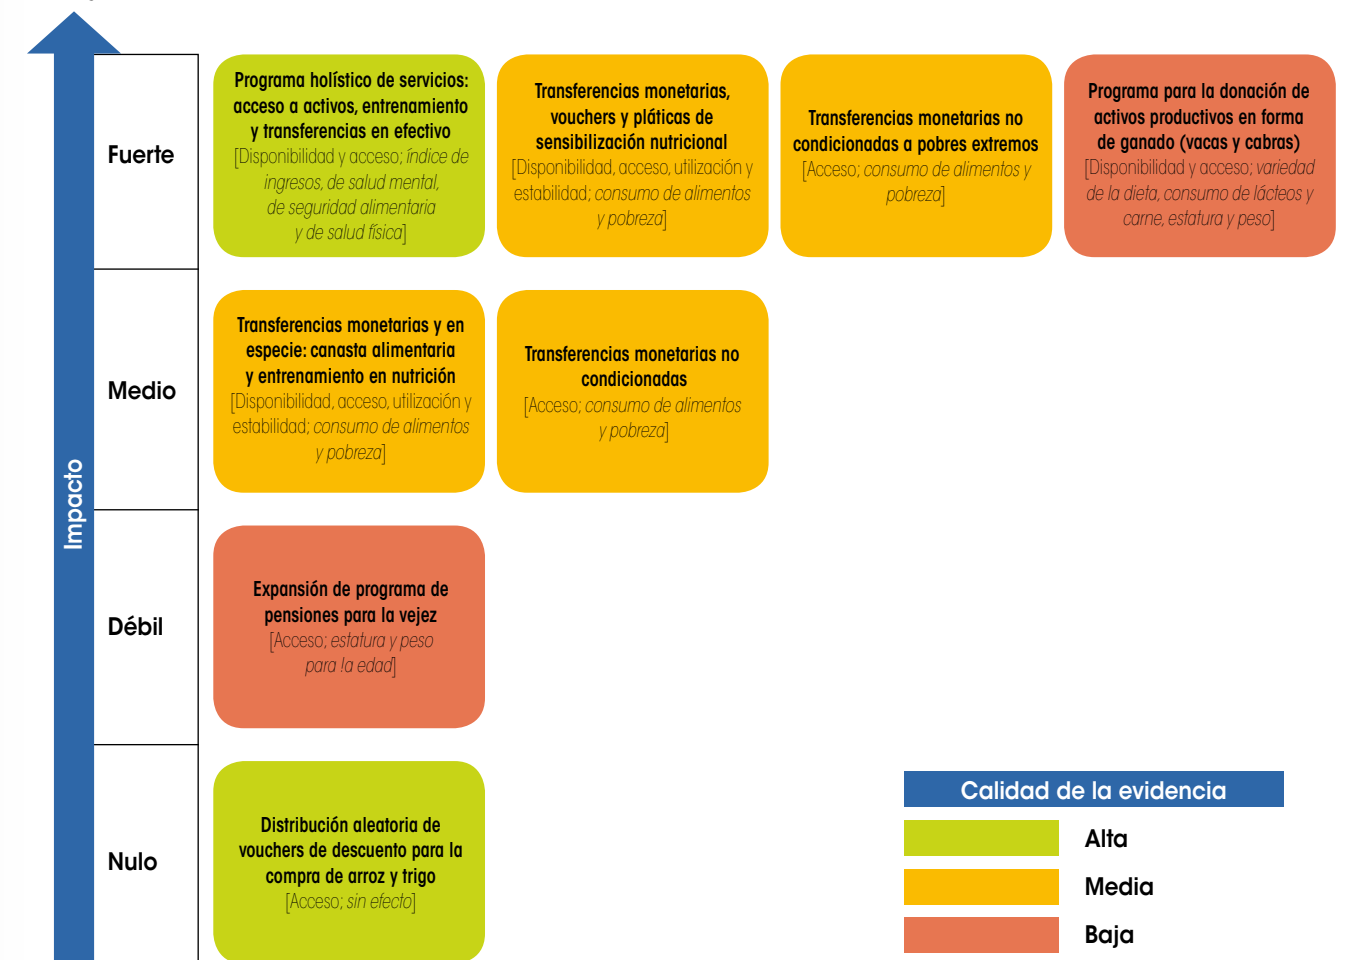 Impacto
Fuerte
Programa holístico de servicios:
acceso a activos, entrenamiento
y transferencias en efectivo
[Disponibilidad y acceso; índice de
ingresos, de salud mental,
de seguridad alimentaria
y de salud física]
Transferencias monetarias,
vouchers y pláticas de
sensibilización nutricional
[Disponibilidad, acceso, utilización y
estabilidad; consumo de alimentos
y pobreza]
Transferencias monetarias no
condicionadas a pobres extremos
[Acceso; consumo de alimentos y
pobreza]
Programa para la donación de
activos productivos en forma
de ganado (vacas y cabras)
[Disponibilidad y acceso; variedad
de la dieta, consumo de lácteos y
carne, estatura y peso]
Medio
Transferencias monetarias y en
especie: canasta alimentaria
y entrenamiento en nutrición
[Disponibilidad, acceso, utilización y
estabilidad; consumo de alimentos
y pobreza]
Transferencias monetarias no
condicionadas
[Acceso; consumo de alimentos
y pobreza]
Débil
Expansión de programa de
pensiones para la vejez
[Acceso; estatura y peso
para la edad]
Nulo
Distribución aleatoria de
vouchers de descuento para la
compra de arroz y trigo
[Acceso; sin efecto]
Calidad de la evidencia
Alta
Media
Baja